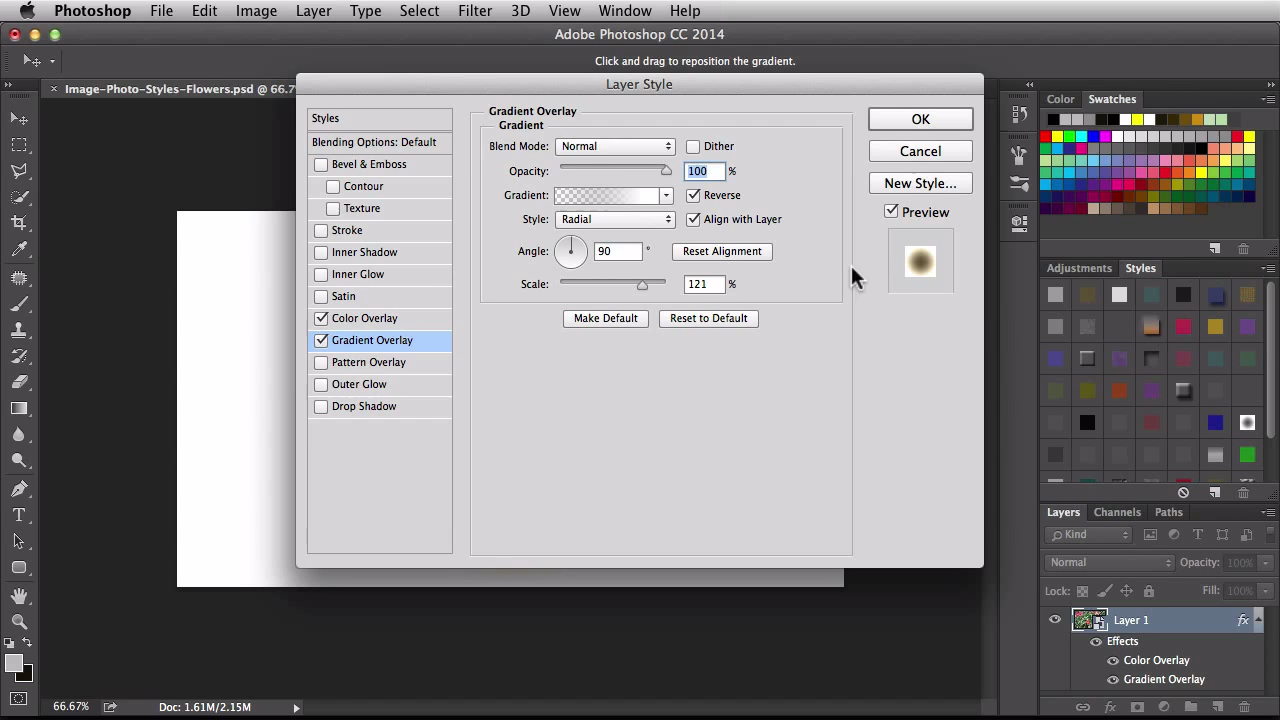 Photoshop File Edit Image Layer Type Select Filter 3D View Window Help
Adobe Photoshop CC 2014
Click and drag to reposition the gradient.
Image-Photo-Styles-Flowers.psd @ 66.7%
Layer Style
Styles
Blending Options: Default
Bevel & Emboss
Contour
Texture
Stroke
Inner Shadow
Inner Glow
Satin
Color Overlay
Gradient Overlay
Pattern Overlay
Outer Glow
Drop Shadow
Gradient Overlay
Gradient
Blend Mode: Normal Dither
Opacity: 100 %
Gradient: Reverse
Style: Radial Align with Layer
Angle: 90 ° Reset Alignment
Scale: 121 %
Make Default Reset to Default
OK
Cancel
New Style...
Preview
Color Swatches
Adjustments Styles
Layers Channels Paths
Kind
Normal Opacity: 100%
Lock: Fill: 100%
Layer 1 fx
Effects
Color Overlay
Gradient Overlay
fx
66.67% Doc: 1.61M/2.15M